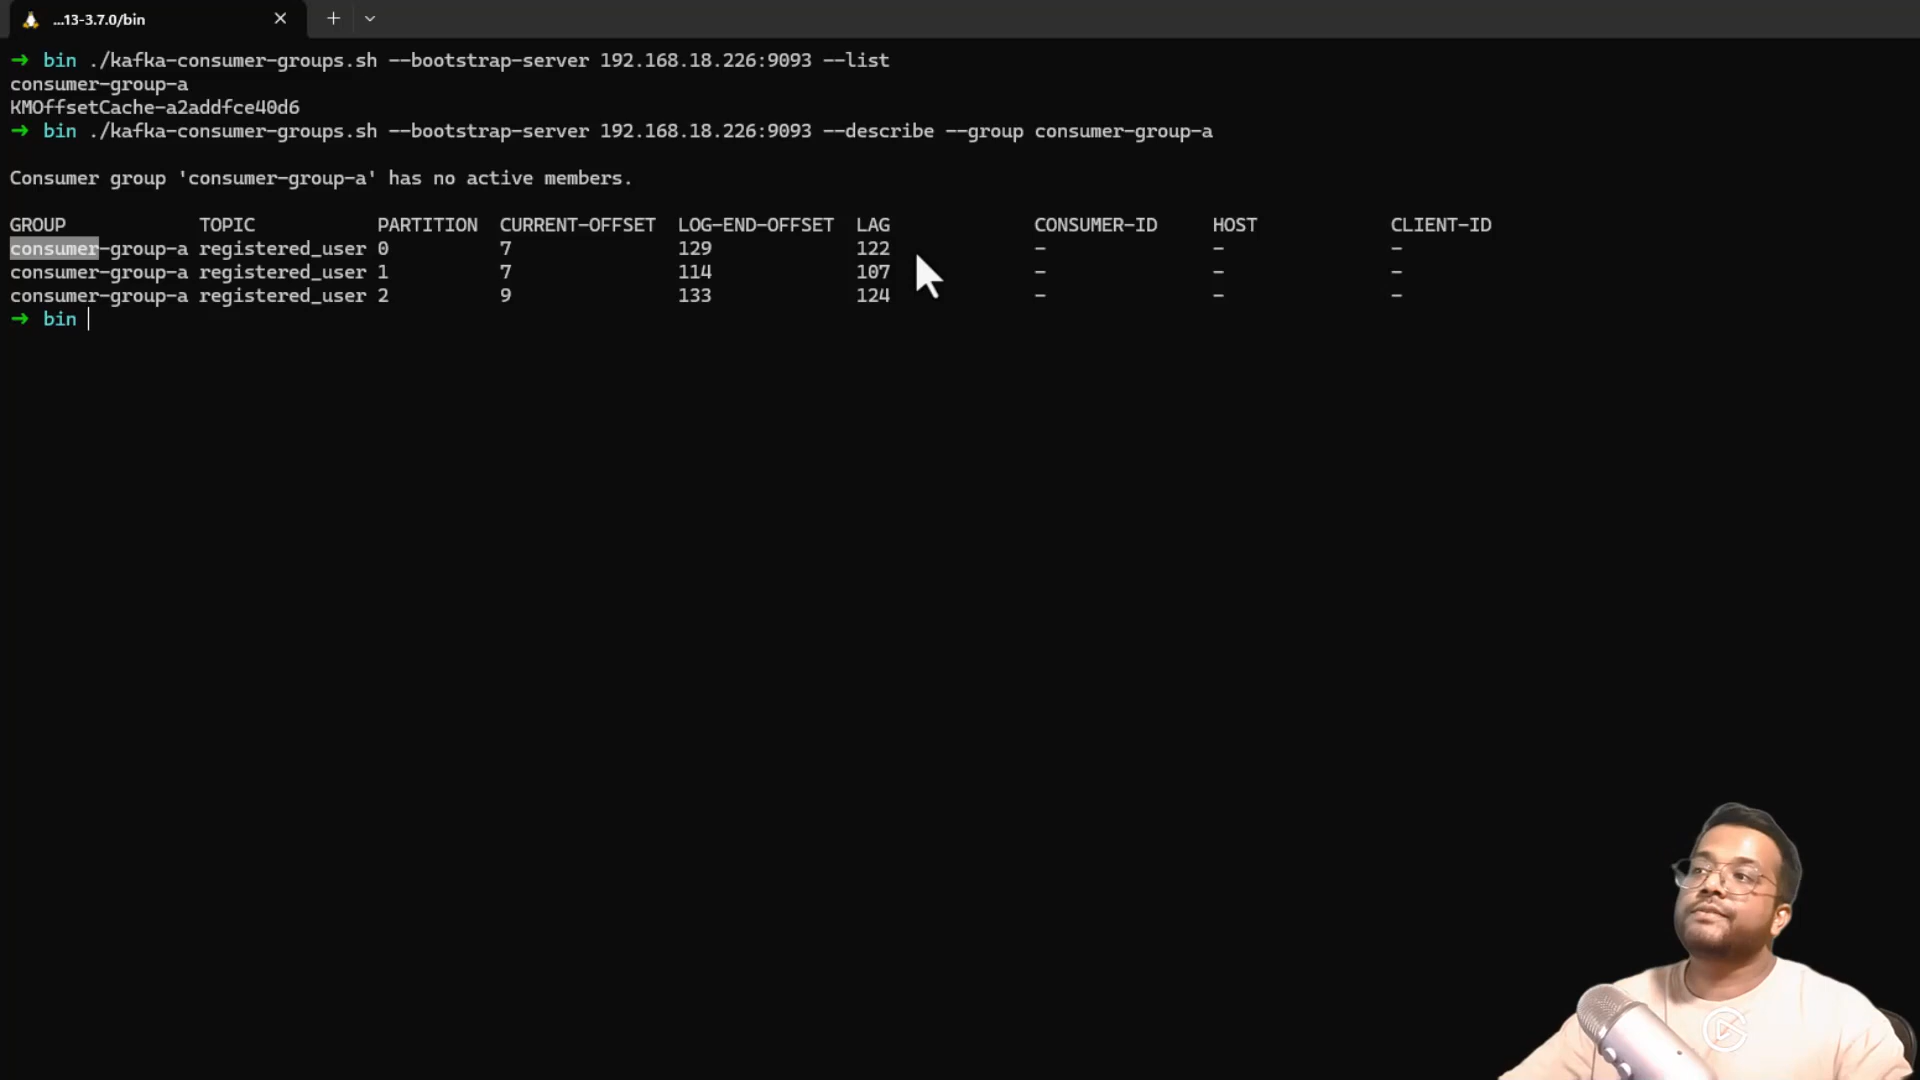 ...13-3.7.0/bin
➜ bin ./kafka-consumer-groups.sh --bootstrap-server 192.168.18.226:9093 --list
consumer-group-a
KMOffsetCache-a2addfce40d6
➜ bin ./kafka-consumer-groups.sh --bootstrap-server 192.168.18.226:9093 --describe --group consumer-group-a
Consumer group 'consumer-group-a' has no active members.
GROUP TOPIC PARTITION CURRENT-OFFSET LOG-END-OFFSET LAG CONSUMER-ID HOST CLIENT-ID
consumer-group-a registered_user 0 7 129 122 - - -
consumer-group-a registered_user 1 7 114 107 - - -
consumer-group-a registered_user 2 9 133 124 - - -
➜ bin